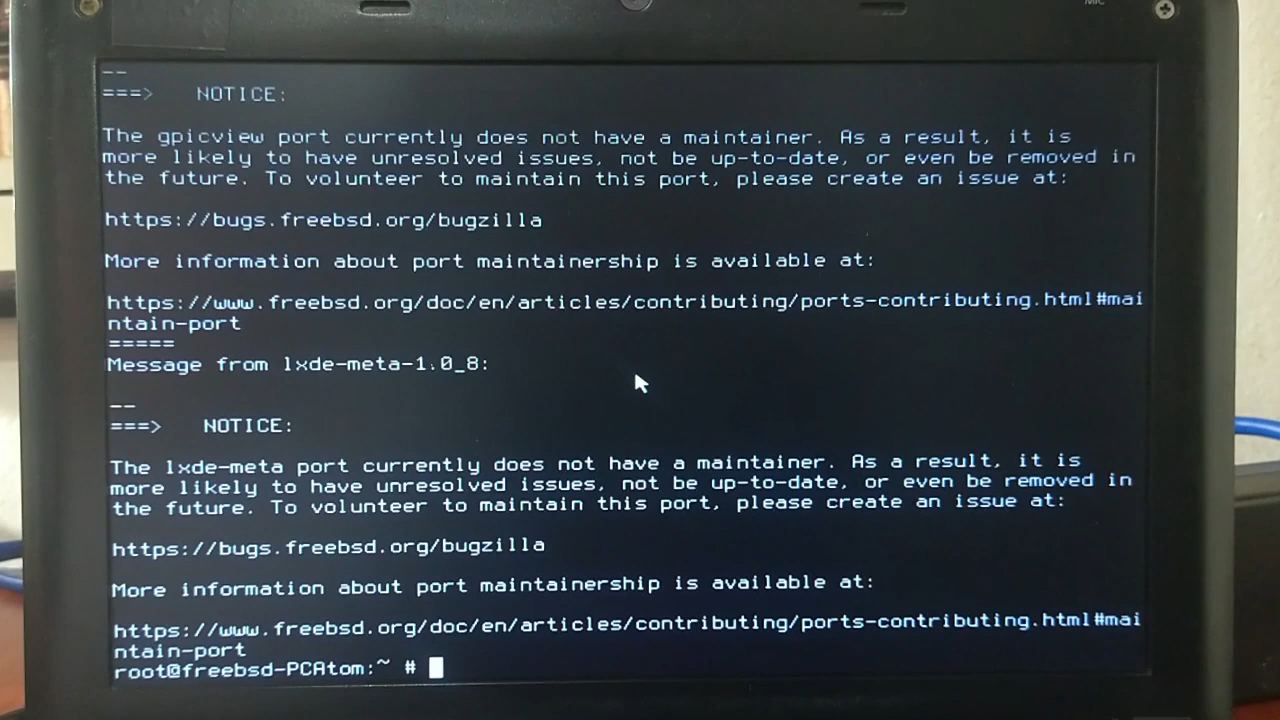 MIC
--
===>   NOTICE:
The gpicview port currently does not have a maintainer. As a result, it is
more likely to have unresolved issues, not be up-to-date, or even be removed in
the future. To volunteer to maintain this port, please create an issue at:
https://bugs.freebsd.org/bugzilla
More information about port maintainership is available at:
https://www.freebsd.org/doc/en/articles/contributing/ports-contributing.html#mai
ntain-port
=====
Message from lxde-meta-1.0_8:
--
===>   NOTICE:
The lxde-meta port currently does not have a maintainer. As a result, it is
more likely to have unresolved issues, not be up-to-date, or even be removed in
the future. To volunteer to maintain this port, please create an issue at:
https://bugs.freebsd.org/bugzilla
More information about port maintainership is available at:
https://www.freebsd.org/doc/en/articles/contributing/ports-contributing.html#mai
ntain-port
root@freebsd-PCAtom:~ #